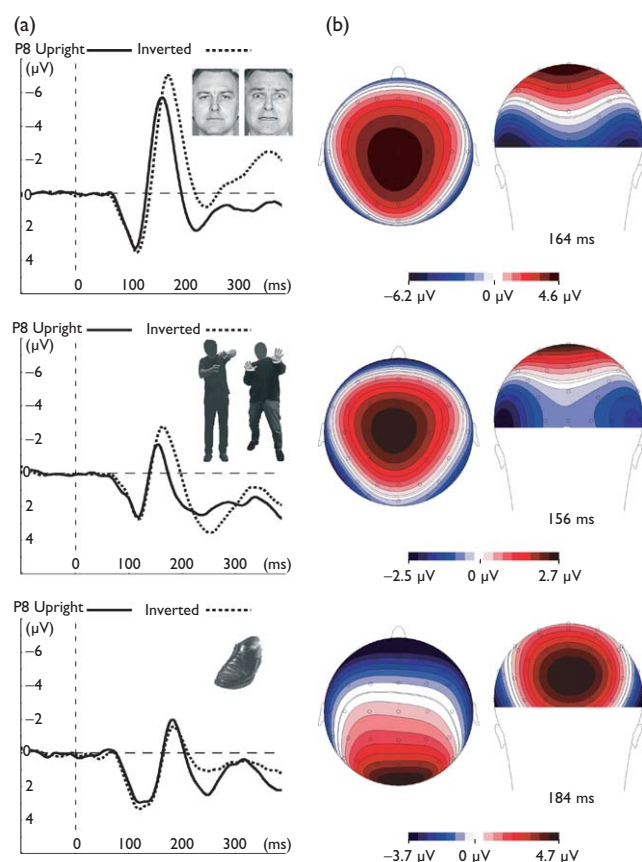 (a)
(b)
P8 Upright Inverted
(μV)
−6
−4
−2
0
2
4
0 100 200 300 (ms)
164 ms
−6.2 μV 0 μV 4.6 μV
P8 Upright Inverted
(μV)
−6
−4
−2
0
2
4
0 100 200 300 (ms)
156 ms
−2.5 μV 0 μV 2.7 μV
P8 Upright Inverted
(μV)
−6
−4
−2
0
2
4
0 100 200 300 (ms)
184 ms
−3.7 μV 0 μV 4.7 μV